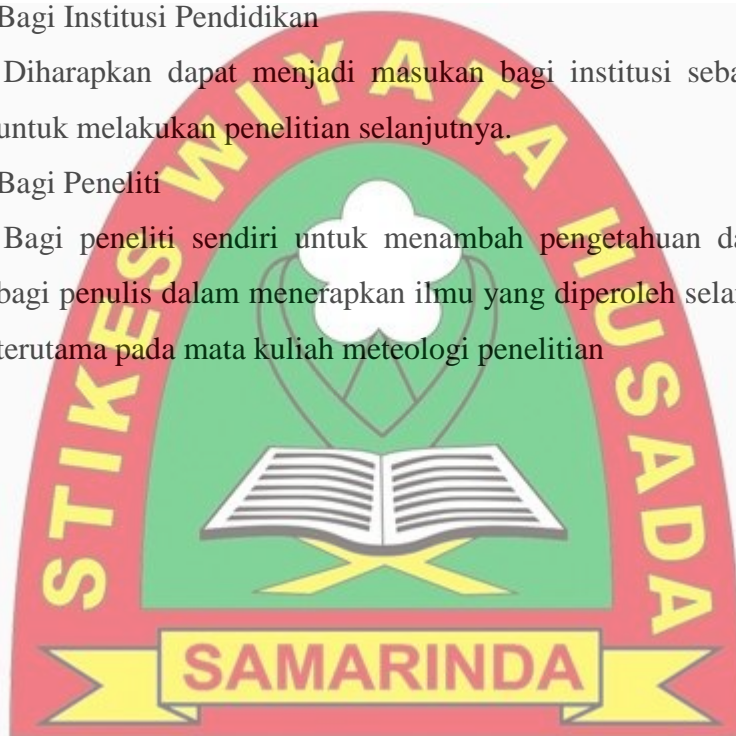 Bagi Institusi Pendidikan
Diharapkan dapat menjadi masukan bagi institusi seba
untuk melakukan penelitian selanjutnya.
Bagi Peneliti
Bagi peneliti sendiri untuk menambah pengetahuan da
bagi penulis dalam menerapkan ilmu yang diperoleh selar
terutama pada mata kuliah meteologi penelitian
STIKES WIYATA HUSADA
SAMARINDA